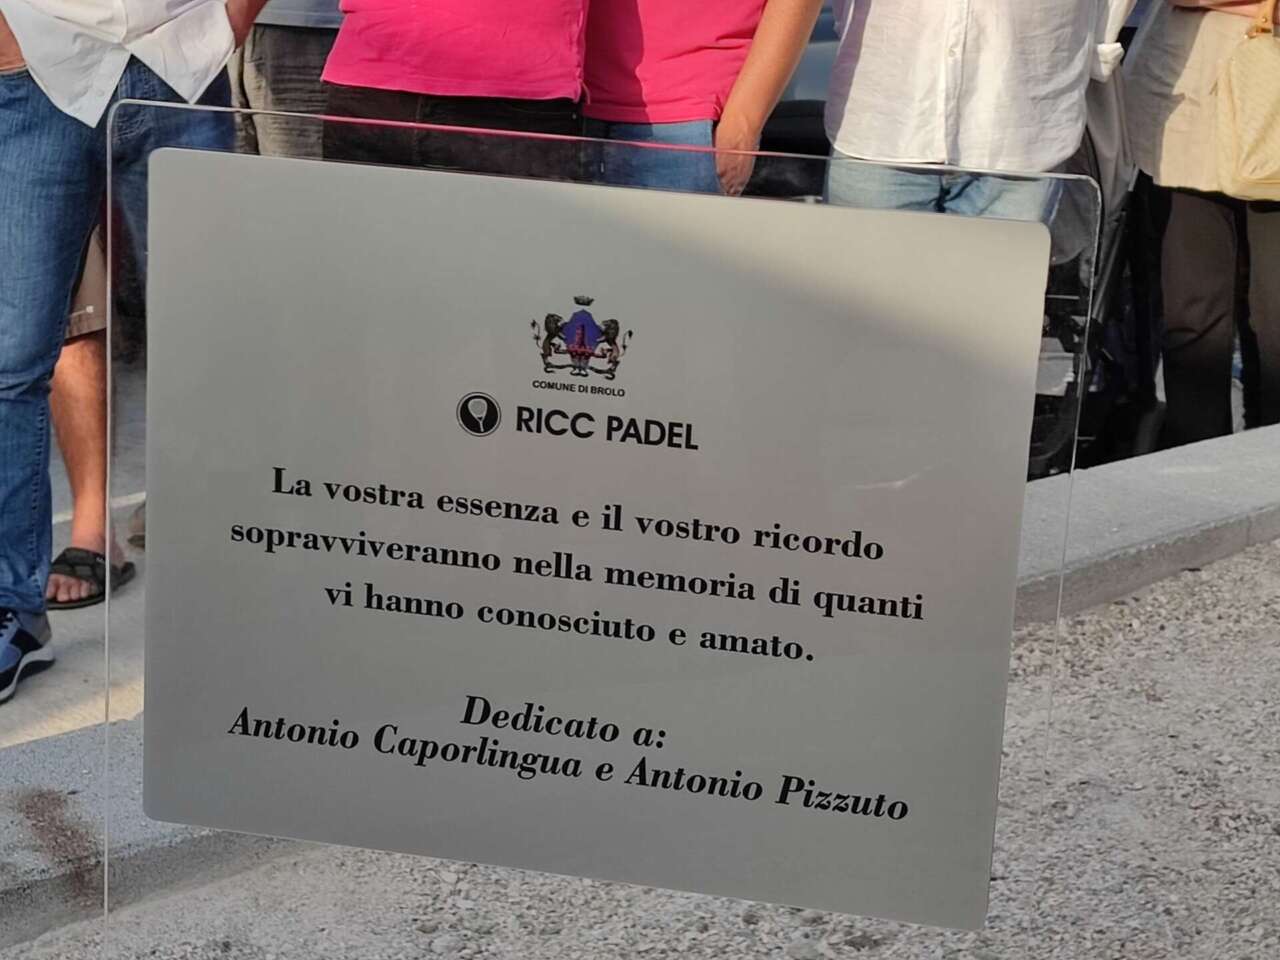 COMUNE DI BROLO
RICC PADEL
La vostra essenza e il vostro ricordo
sopravviveranno nella memoria di quanti
vi hanno conosciuto e amato.
Dedicato a:
Antonio Caporlingua e Antonio Pizzuto